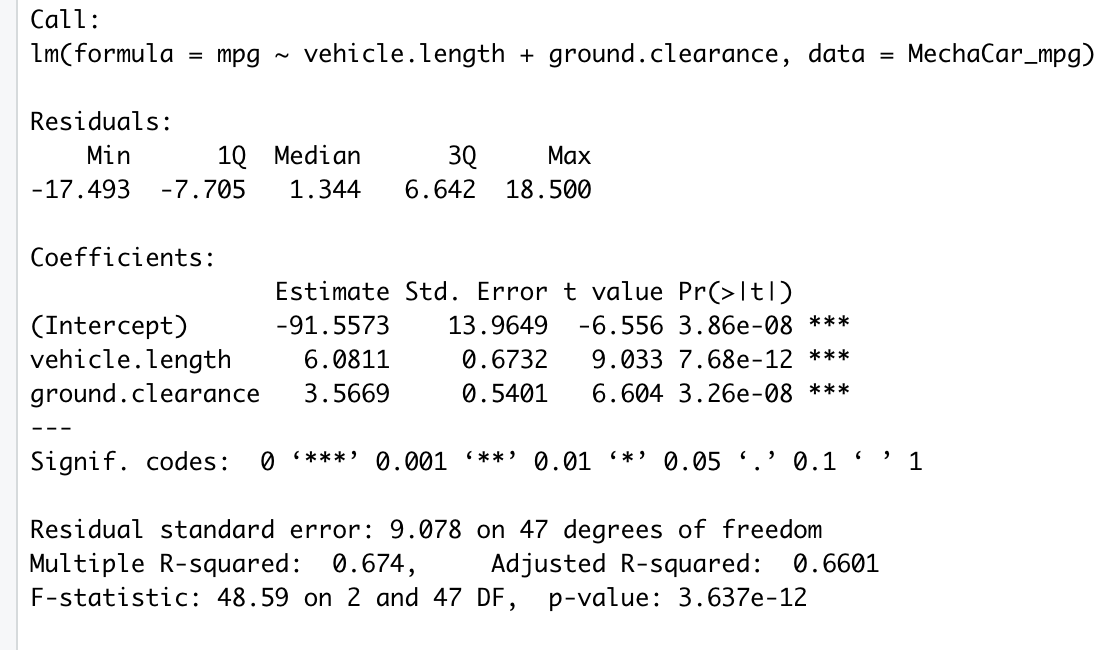 Call:
lm(formula = mpg ~ vehicle.length + ground.clearance, data = MechaCar_mpg)

Residuals:
    Min      1Q  Median      3Q     Max
-17.493  -7.705   1.344   6.642  18.500

Coefficients:
                 Estimate Std. Error t value Pr(>|t|)
(Intercept)      -91.5573    13.9649  -6.556 3.86e-08 ***
vehicle.length     6.0811     0.6732   9.033 7.68e-12 ***
ground.clearance   3.5669     0.5401   6.604 3.26e-08 ***
---
Signif. codes:  0 ‘***’ 0.001 ‘**’ 0.01 ‘*’ 0.05 ‘.’ 0.1 ‘ ’ 1

Residual standard error: 9.078 on 47 degrees of freedom
Multiple R-squared:  0.674,     Adjusted R-squared:  0.6601
F-statistic: 48.59 on 2 and 47 DF,  p-value: 3.637e-12